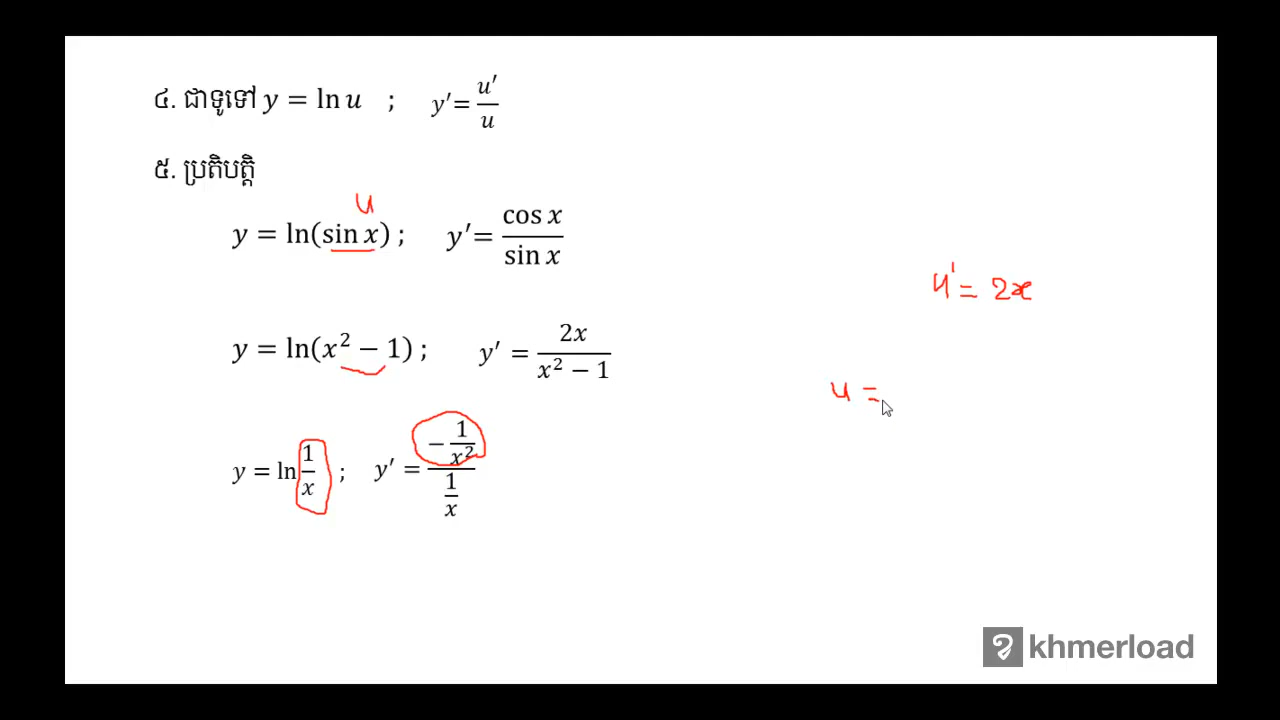 ៤. ជាទូទៅ y = ln u ; y′= u′/u
៥. ប្រតិបត្តិ
u
y = ln(sin x) ; y′= cos x/sin x
u' = 2x
y = ln(x² − 1) ; y′ = 2x/(x² − 1)
u =
y = ln 1/x ; y′ = (− 1/x²)/(1/x)
khmerload